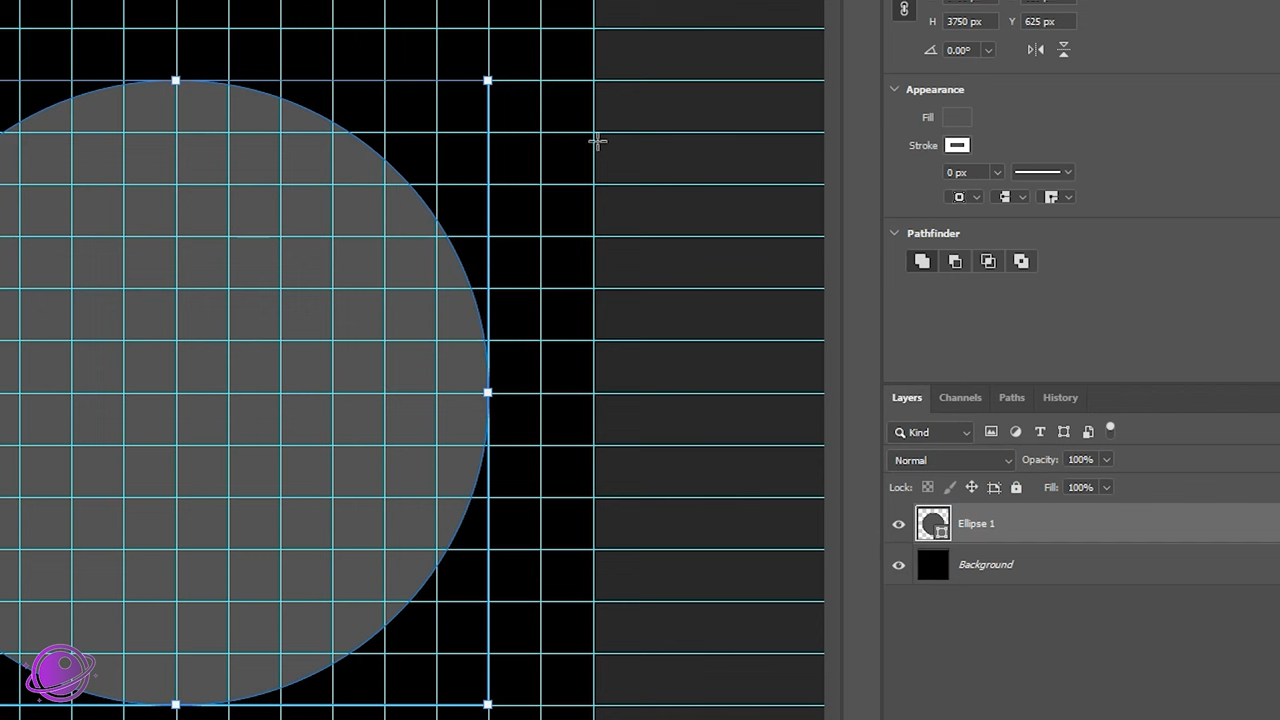 H 3750 px Y 625 px
0.00°
Appearance
Fill
Stroke
0 px
Pathfinder
Layers Channels Paths History
Kind
Normal Opacity: 100%
Lock: Fill: 100%
Ellipse 1
Background